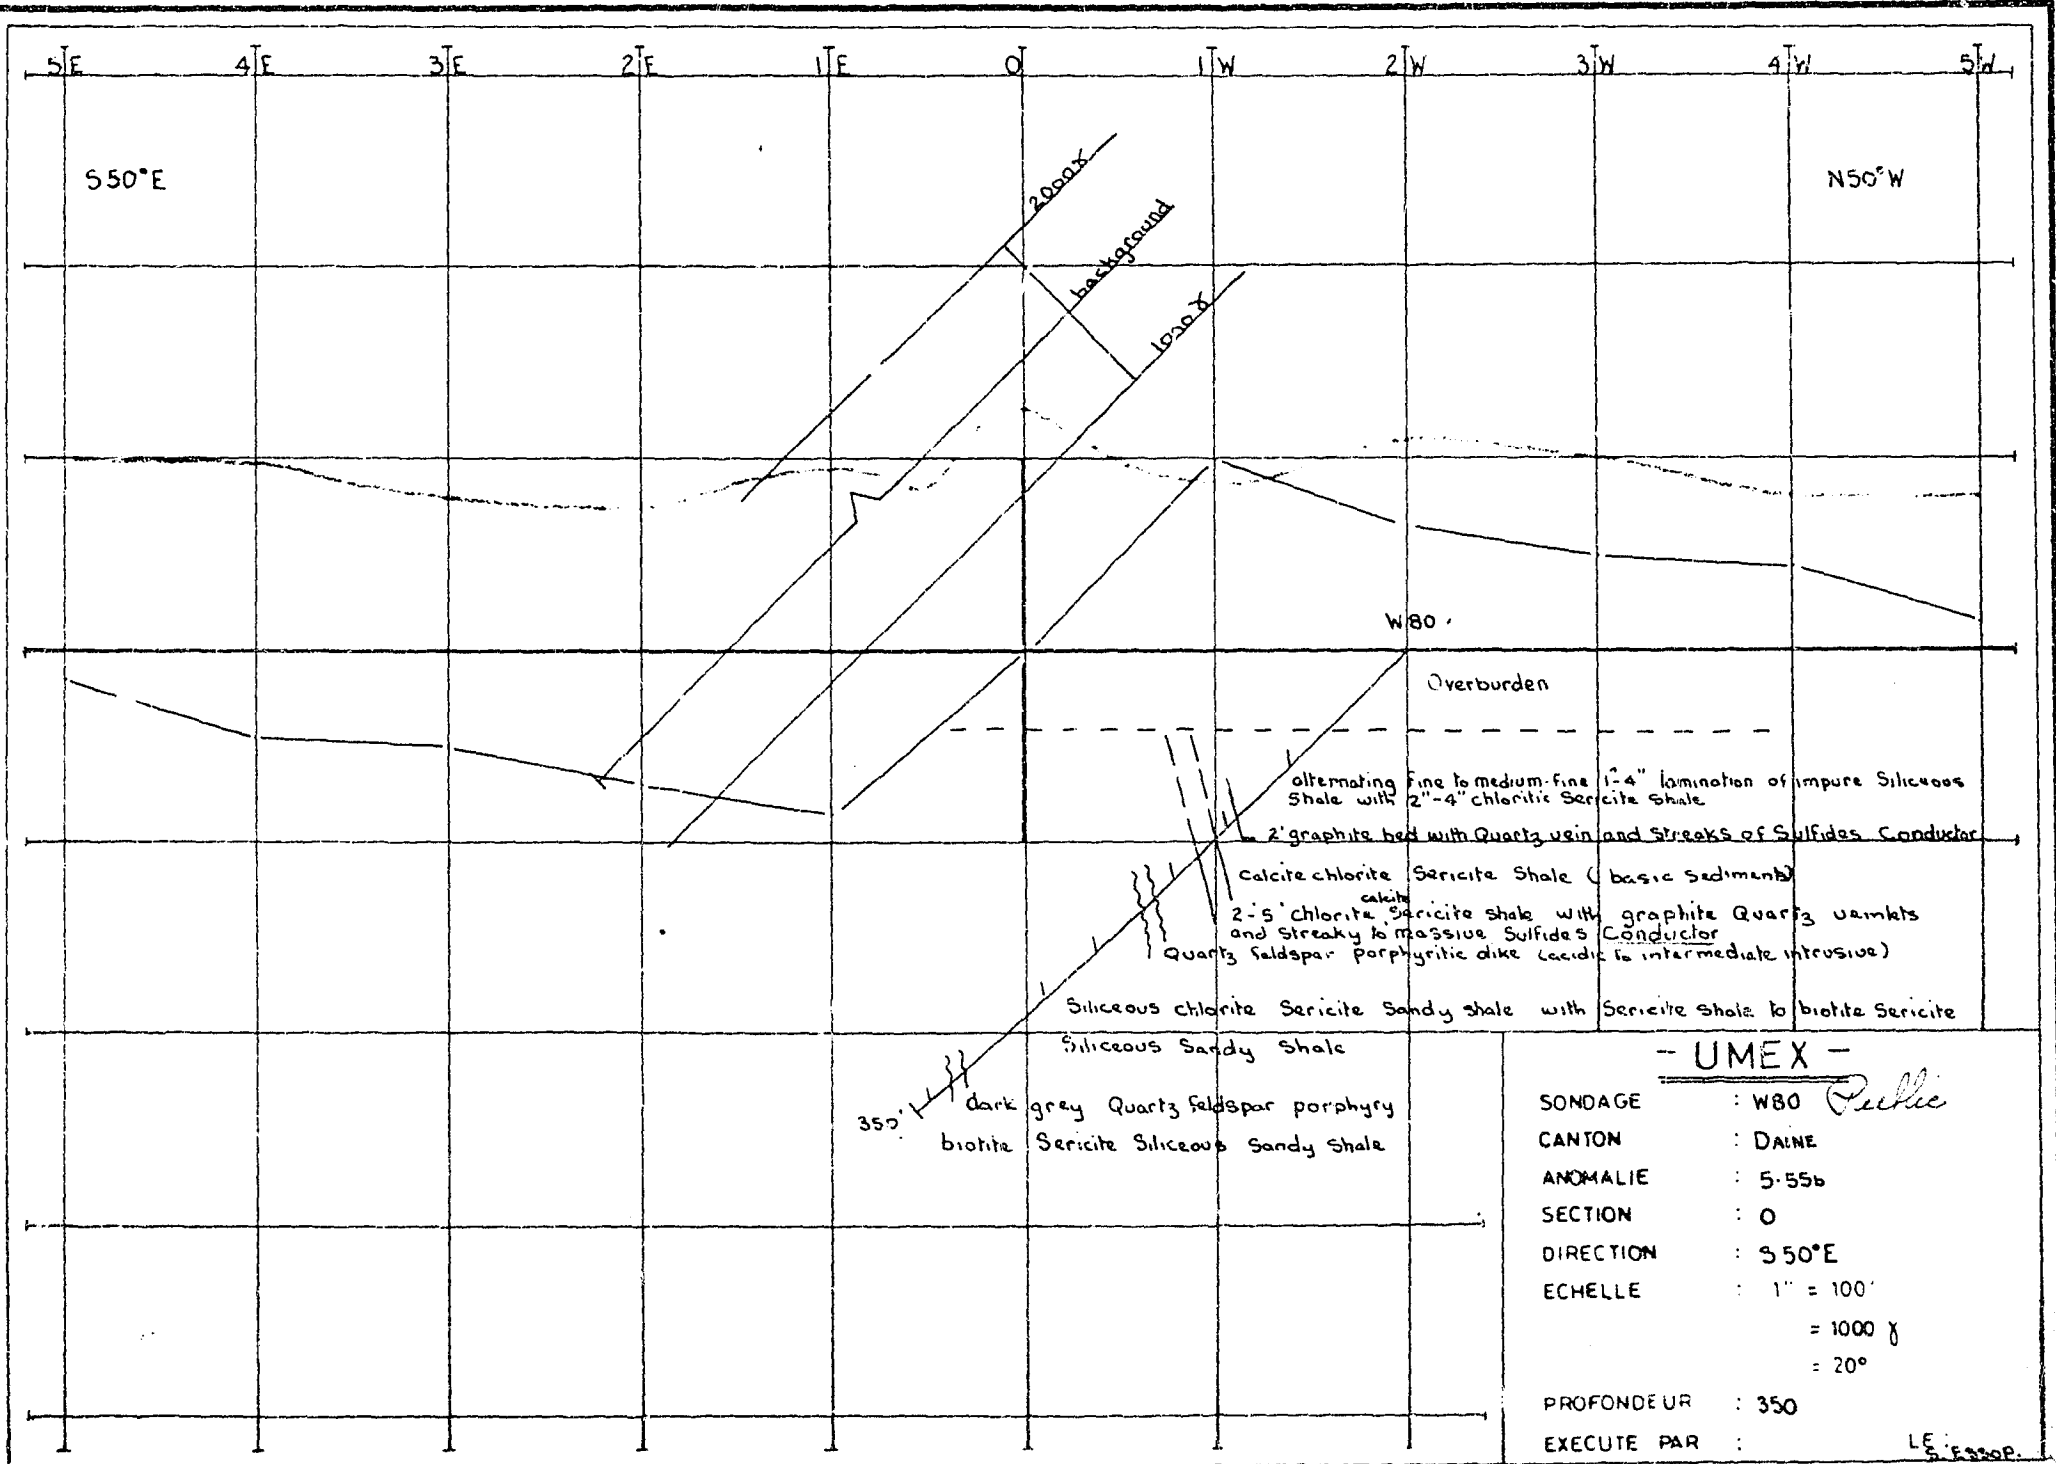 5E 4E 3E 2E 1E 0 1W 2W 3W 4W 5W
S50°E
N50°W
2000γ
background
1000γ
W80
Overburden
alternating fine to medium-fine 1"-4" lamination of impure Siliceous
Shale with 2"-4" chloritic Sericite Shale
2' graphite bed with Quartz vein and Streaks of Sulfides Conductor
Calcite chlorite Sericite Shale (basic Sediments)
calcite
2-5' Chlorite Sericite shale with graphite Quartz veinlets
and Streaky to massive Sulfides Conductor
Quartz feldspar porphyritic dike (acidic to intermediate intrusive)
Siliceous chlorite Sericite Sandy shale with Sericite Shale to biotite Sericite
Siliceous Sandy Shale
350'
dark grey Quartz feldspar porphyry
biotite Sericite Siliceous Sandy Shale
- UMEX -
SONDAGE : W80 Public
CANTON : DAINE
ANOMALIE : 5.55b
SECTION : O
DIRECTION : S50°E
ECHELLE : 1" = 100'
= 1000 γ
= 20°
PROFONDEUR : 350
EXECUTE PAR : LE :
S. ESSOP.